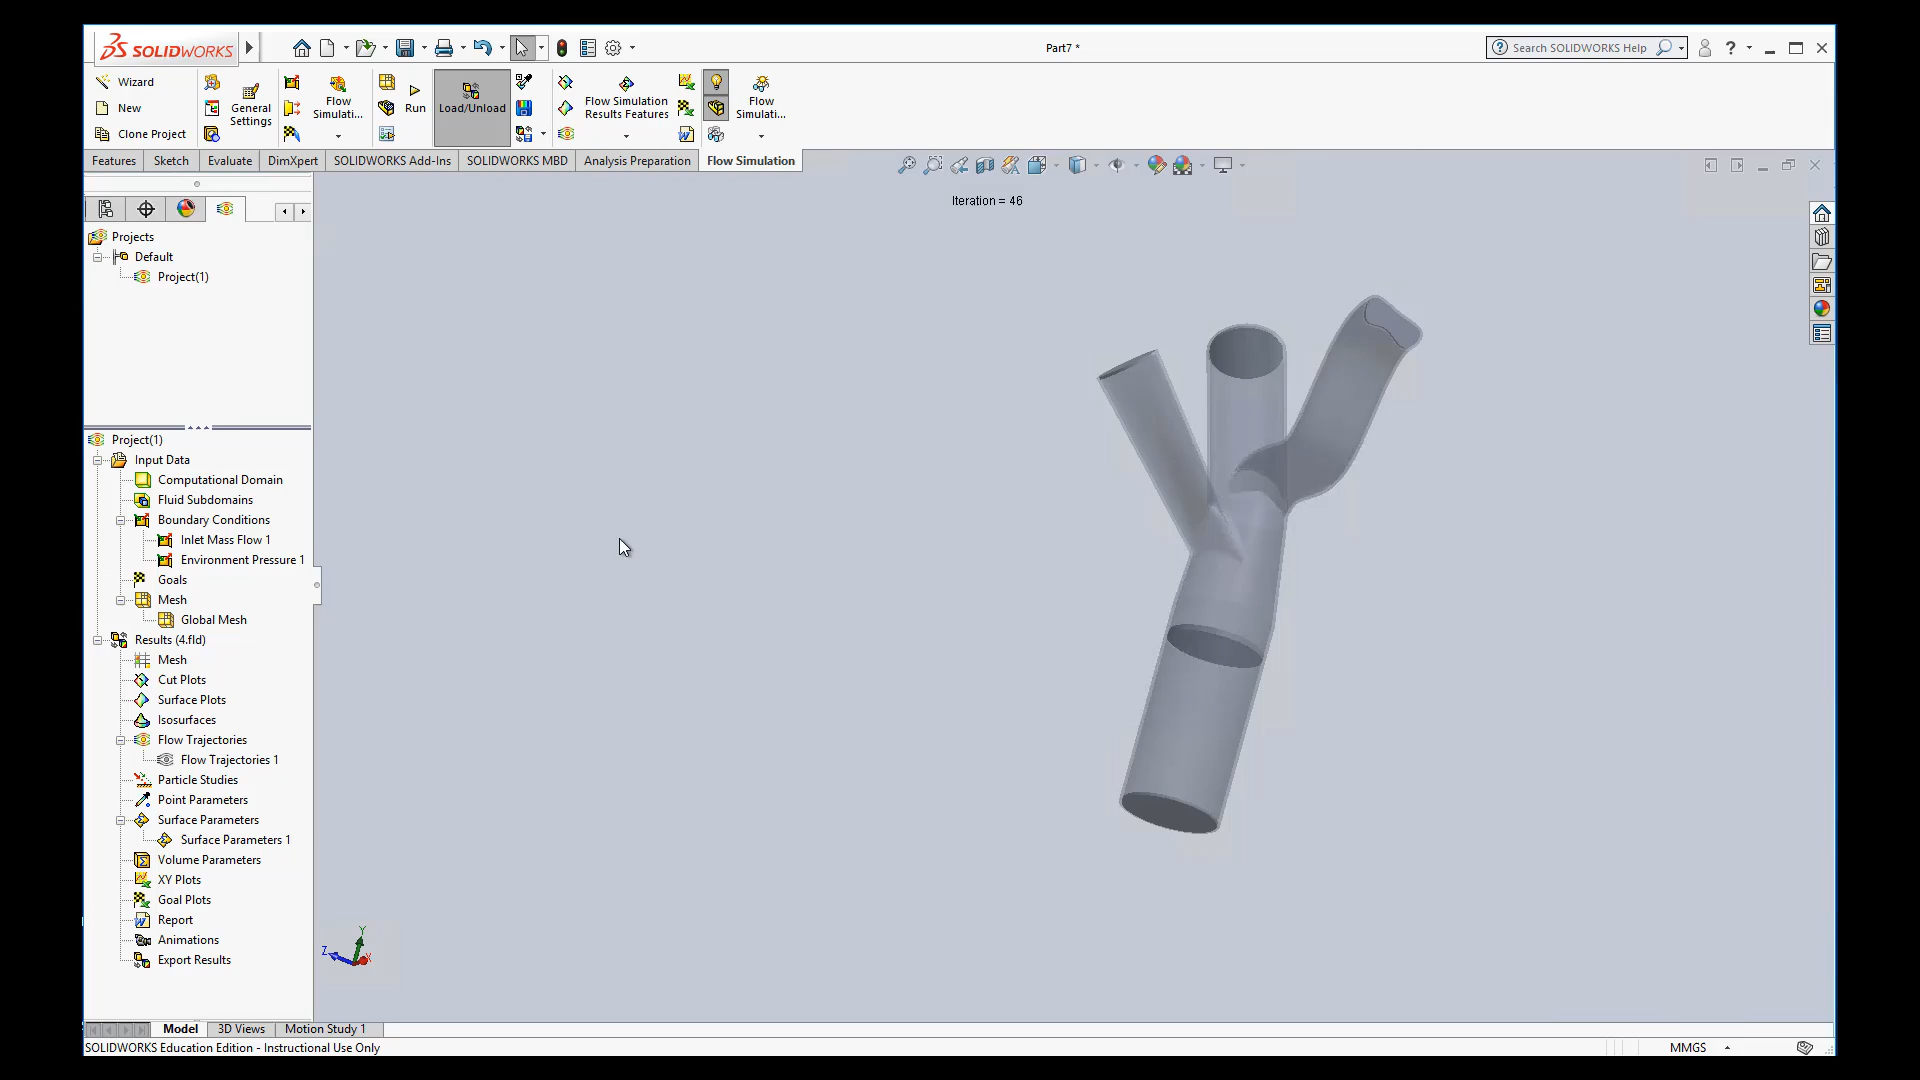 SOLIDWORKS
Part7 *
Search SOLIDWORKS Help
?
Wizard
New
Clone Project
General
Settings
Flow
Simulati...
Run
Load/Unload
Flow Simulation
Results Features
Flow
Simulati...
Features
Sketch
Evaluate
DimXpert
SOLIDWORKS Add-Ins
SOLIDWORKS MBD
Analysis Preparation
Flow Simulation
Iteration = 46
Projects
Default
Project(1)
Project(1)
Input Data
Computational Domain
Fluid Subdomains
Boundary Conditions
Inlet Mass Flow 1
Environment Pressure 1
Goals
Mesh
Global Mesh
Results (4.fld)
Mesh
Cut Plots
Surface Plots
Isosurfaces
Flow Trajectories
Flow Trajectories 1
Particle Studies
Point Parameters
Surface Parameters
Surface Parameters 1
Volume Parameters
XY Plots
Goal Plots
Report
Animations
Export Results
Y
Z
X
Model
3D Views
Motion Study 1
SOLIDWORKS Education Edition - Instructional Use Only
MMGS